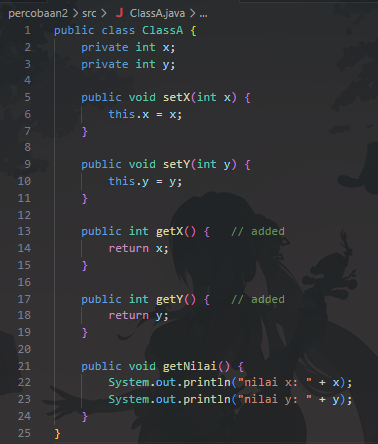 percobaan2 > src > J ClassA.java > ...
1 public class ClassA {
2     private int x;
3     private int y;
4
5     public void setX(int x) {
6         this.x = x;
7     }
8
9     public void setY(int y) {
10         this.y = y;
11     }
12
13     public int getX() {   // added
14         return x;
15     }
16
17     public int getY() {   // added
18         return y;
19     }
20
21     public void getNilai() {
22         System.out.println("nilai x: " + x);
23         System.out.println("nilai y: " + y);
24     }
25 }